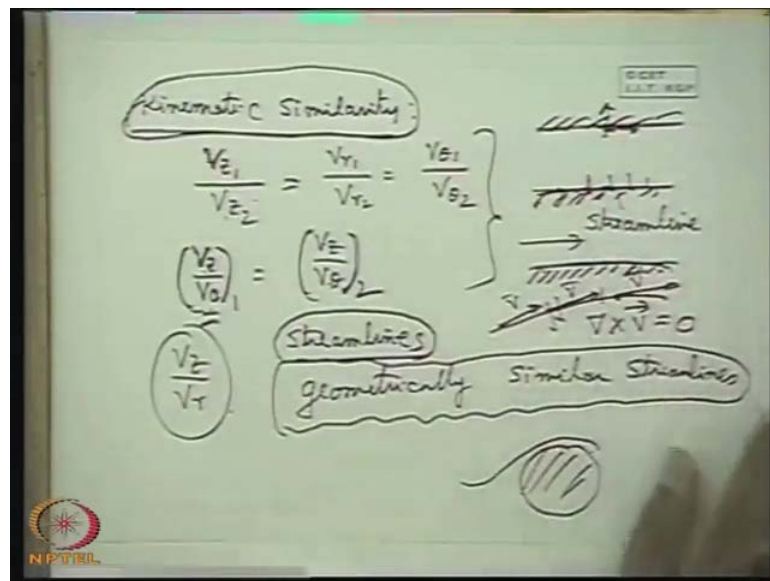 Kinematic Similarity:
C CET
I.I.T. KGP
Vz1 / Vz2 = Vr1 / Vr2 = Vθ1 / Vθ2
Streamline
(Vz / Vθ)1 = (Vz / Vθ)2
∇ × V⃗ = 0
Vz / Vr
Streamlines
geometrically Similar Streamlines
NPTEL